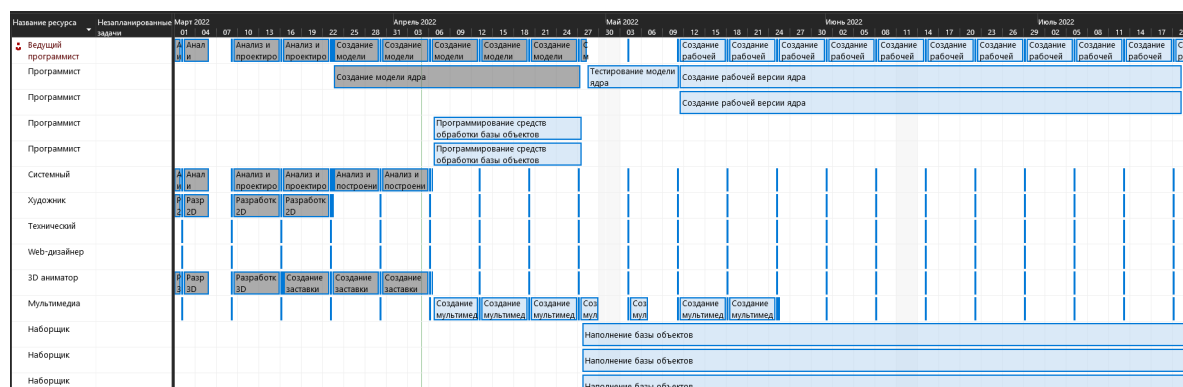 Название ресурса Незапланированные задачи Март 2022 Апрель 2022 Май 2022 Июнь 2022 Июль 2022
01 04 07 10 13 16 19 22 25 28 31 03 06 09 12 15 18 21 24 27 30 03 06 09 12 15 18 21 24 27 30 02 05 08 11 14 17 20 23 26 29 02 05 08 11 14 17
Ведущий Анал Анализ и Анализ и Создание Создание Создание Создание Создание Создание Создание Создание Создание Создание Создание Создание Создание Создание Создание
программист и проектиро проектиро модели модели модели модели модели рабочей рабочей рабочей рабочей рабочей рабочей рабочей рабочей рабочей рабочей
Программист Создание модели ядра Тестирование модели ядра Создание рабочей версии ядра
Программист Создание рабочей версии ядра
Программист Программирование средств
обработки базы объектов
Программист Программирование средств
обработки базы объектов
Системный Анал Анализ и Анализ и Анализ и Анализ и
и проектиро проектиро построени построени
Художник Разр Разработк Разработк
2D 2D 2D
Технический
Web-дизайнер
3D аниматор Разр Разработк Создание Создание Создание
3D 3D заставки заставки заставки
Мультимедиа Создание Создание Создание Соз Соз Создание Создание
мультимед мультимед мультимед мул мул мультимед мультимед
Наборщик Наполнение базы объектов
Наборщик Наполнение базы объектов
Наборщик Наполнение базы объектов